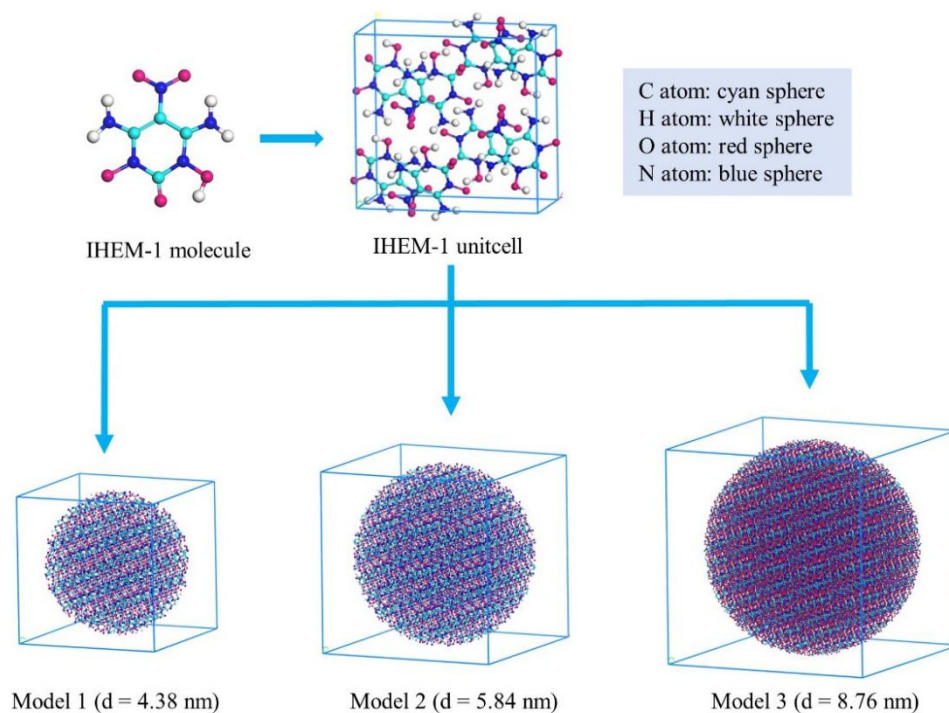 C atom: cyan sphere
H atom: white sphere
O atom: red sphere
N atom: blue sphere
IHEM-1 molecule
IHEM-1 unitcell
Model 1 (d = 4.38 nm)
Model 2 (d = 5.84 nm)
Model 3 (d = 8.76 nm)